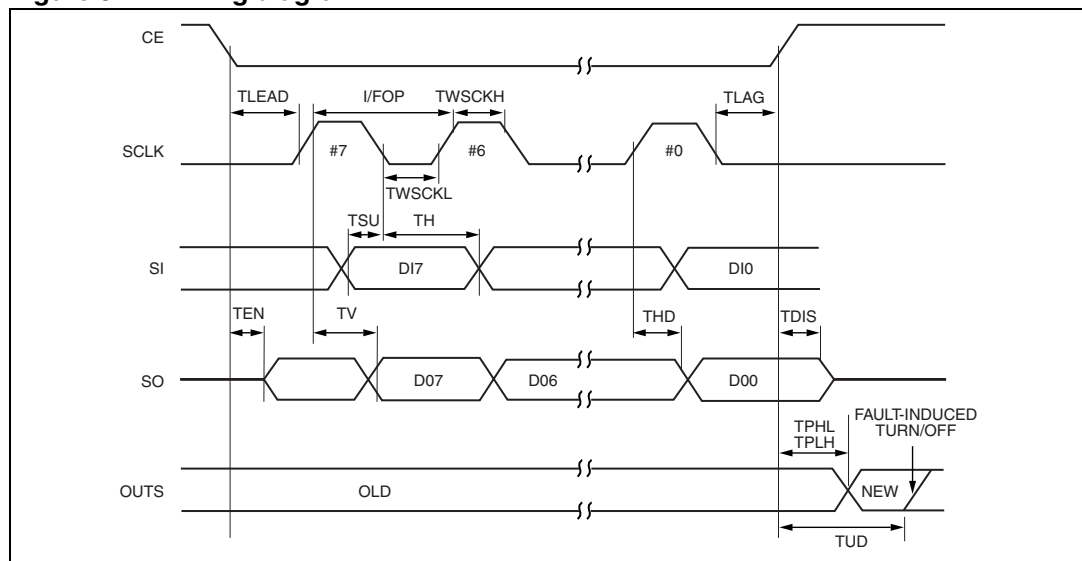 CE
TLEAD
I/FOP
TWSCKH
TLAG
SCLK
#7
#6
#0
TWSCKL
TSU
TH
SI
DI7
DI0
TEN
TV
THD
TDIS
SO
D07
D06
D00
TPHL
TPLH
FAULT-INDUCED
TURN/OFF
OUTS
OLD
NEW
TUD